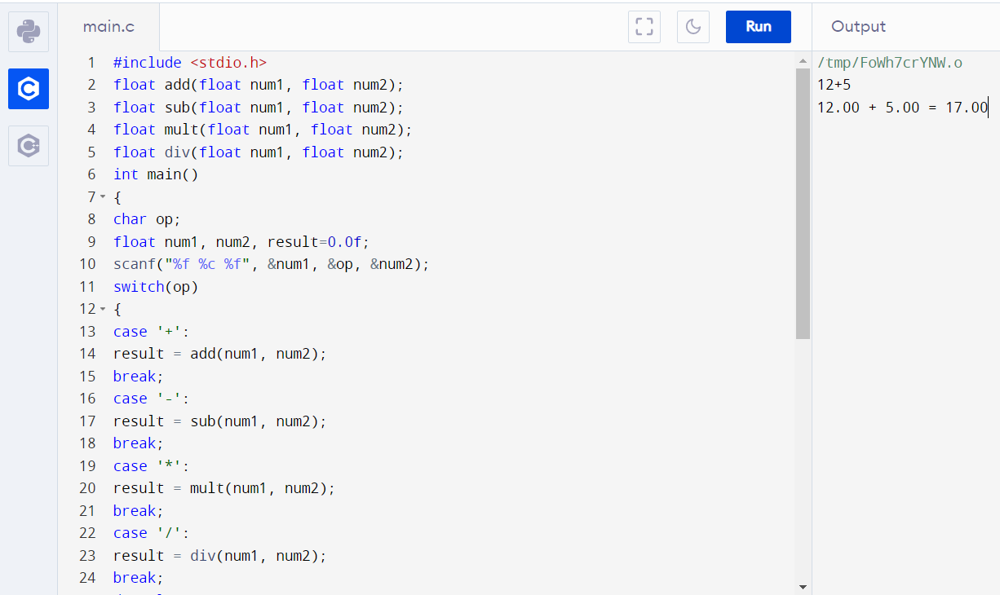 main.c
Run
Output
1 #include <stdio.h>
2 float add(float num1, float num2);
3 float sub(float num1, float num2);
4 float mult(float num1, float num2);
5 float div(float num1, float num2);
6 int main()
7 {
8 char op;
9 float num1, num2, result=0.0f;
10 scanf("%f %c %f", &num1, &op, &num2);
11 switch(op)
12 {
13 case '+':
14 result = add(num1, num2);
15 break;
16 case '-':
17 result = sub(num1, num2);
18 break;
19 case '*':
20 result = mult(num1, num2);
21 break;
22 case '/':
23 result = div(num1, num2);
24 break;
/tmp/FoWh7crYNW.o
12+5
12.00 + 5.00 = 17.00